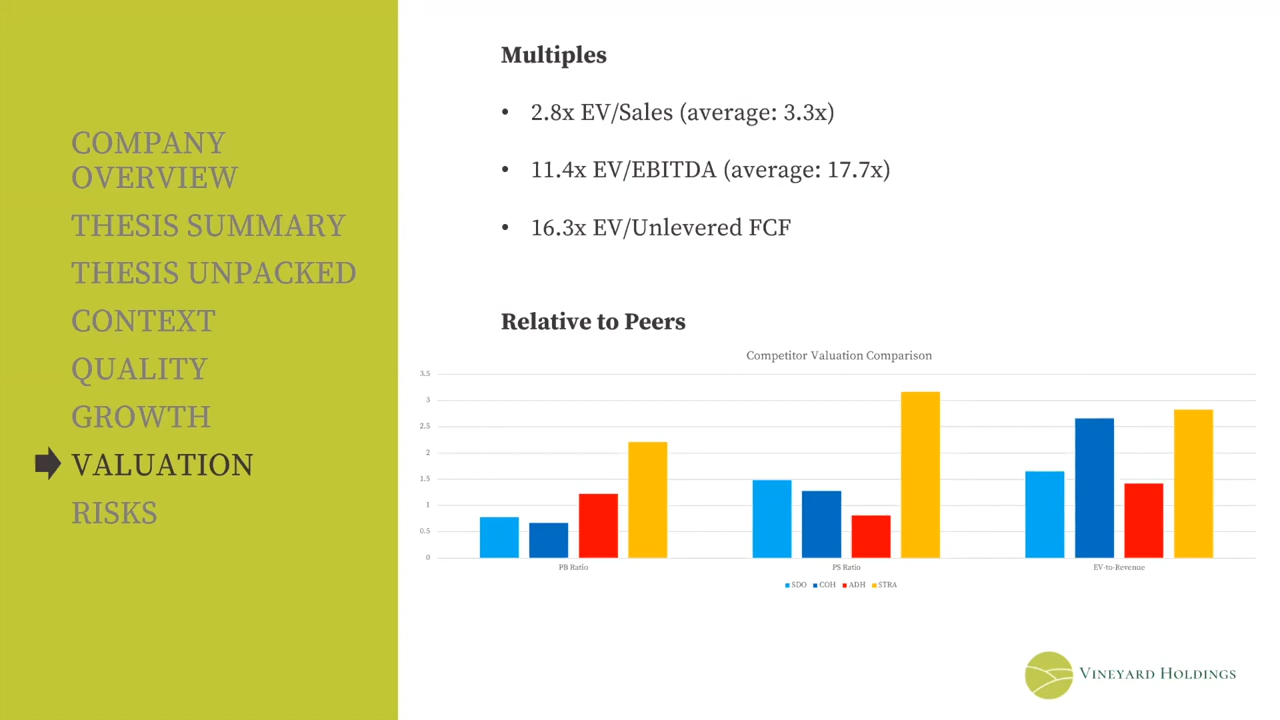 COMPANY
OVERVIEW
THESIS SUMMARY
THESIS UNPACKED
CONTEXT
QUALITY
GROWTH
VALUATION
RISKS
Multiples
• 2.8x EV/Sales (average: 3.3x)
• 11.4x EV/EBITDA (average: 17.7x)
• 16.3x EV/Unlevered FCF
Relative to Peers
Competitor Valuation Comparison
3.5
3
2.5
2
1.5
1
0.5
0
PB Ratio PS Ratio EV-to-Revenue
SDO COH ADH STRA
VINEYARD HOLDINGS